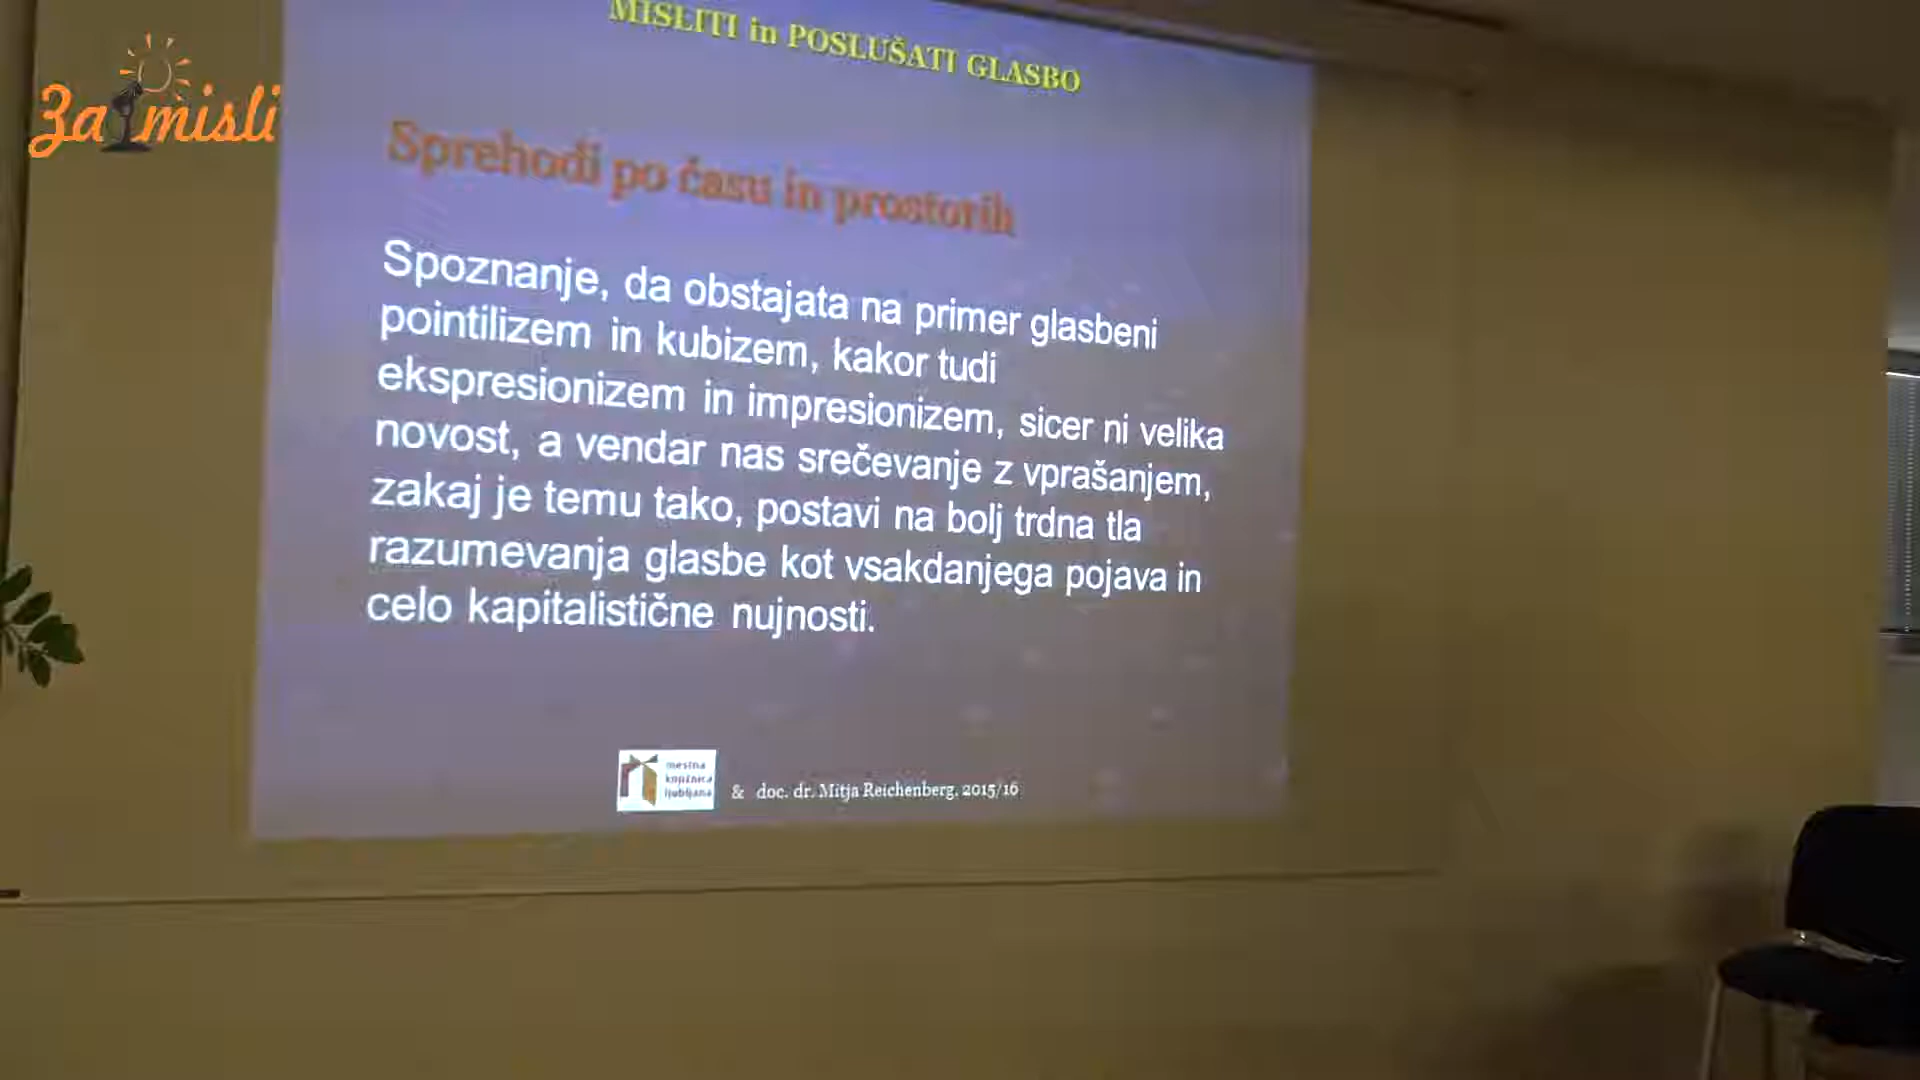 MISLITI in POSLUŠATI GLASBO
Za misli
Sprehodi po času in prostorih
Spoznanje, da obstajata na primer glasbeni
pointilizem in kubizem, kakor tudi
ekspresionizem in impresionizem, sicer ni velika
novost, a vendar nas srečevanje z vprašanjem,
zakaj je temu tako, postavi na bolj trdna tla
razumevanja glasbe kot vsakdanjega pojava in
celo kapitalistične nujnosti.
mestna
knjižnica
ljubljana
& doc. dr. Mitja Reichenberg, 2015/16